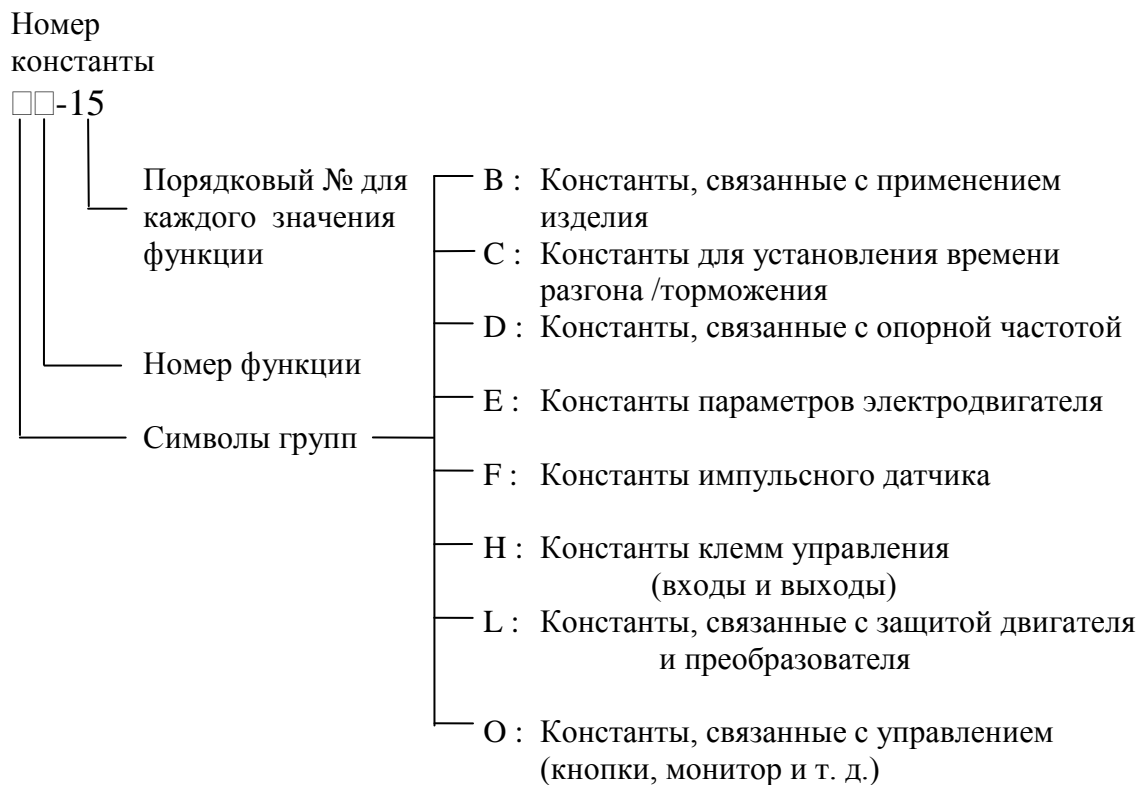 Номер
константы
□□-15
Порядковый № для
каждого значения
функции
Номер функции
Символы групп
B : Константы, связанные с применением
изделия
C : Константы для установления времени
разгона /торможения
D : Константы, связанные с опорной частотой
E : Константы параметров электродвигателя
F : Константы импульсного датчика
H : Константы клемм управления
(входы и выходы)
L : Константы, связанные с защитой двигателя
и преобразователя
O : Константы, связанные с управлением
(кнопки, монитор и т. д.)